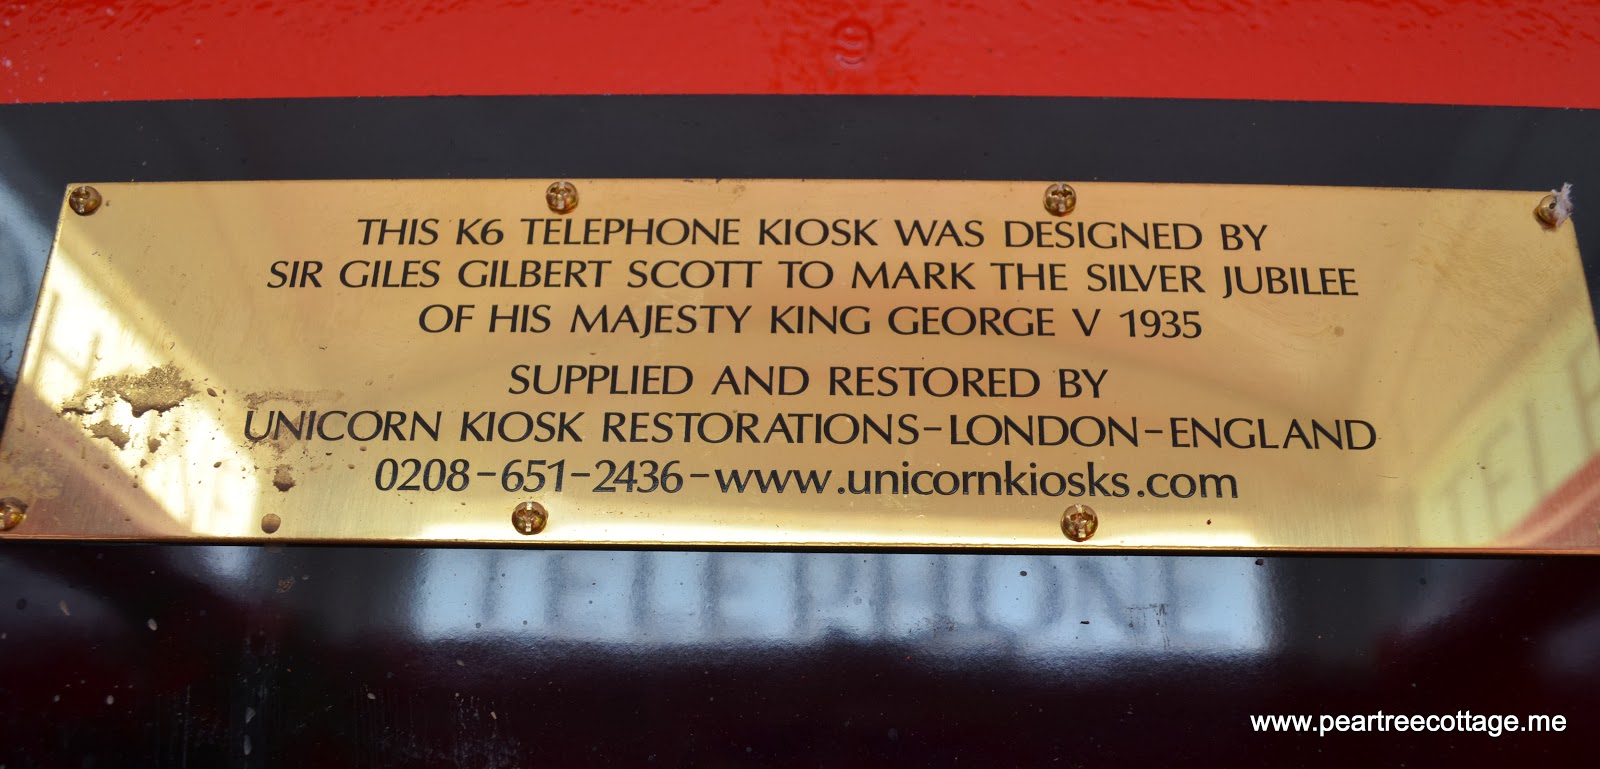 THIS K6 TELEPHONE KIOSK WAS DESIGNED BY
SIR GILES GILBERT SCOTT TO MARK THE SILVER JUBILEE
OF HIS MAJESTY KING GEORGE V 1935
SUPPLIED AND RESTORED BY
UNICORN KIOSK RESTORATIONS-LONDON-ENGLAND
0208-651-2436-www.unicornkiosks.com
TELEPHONE
www.peartreecottage.me